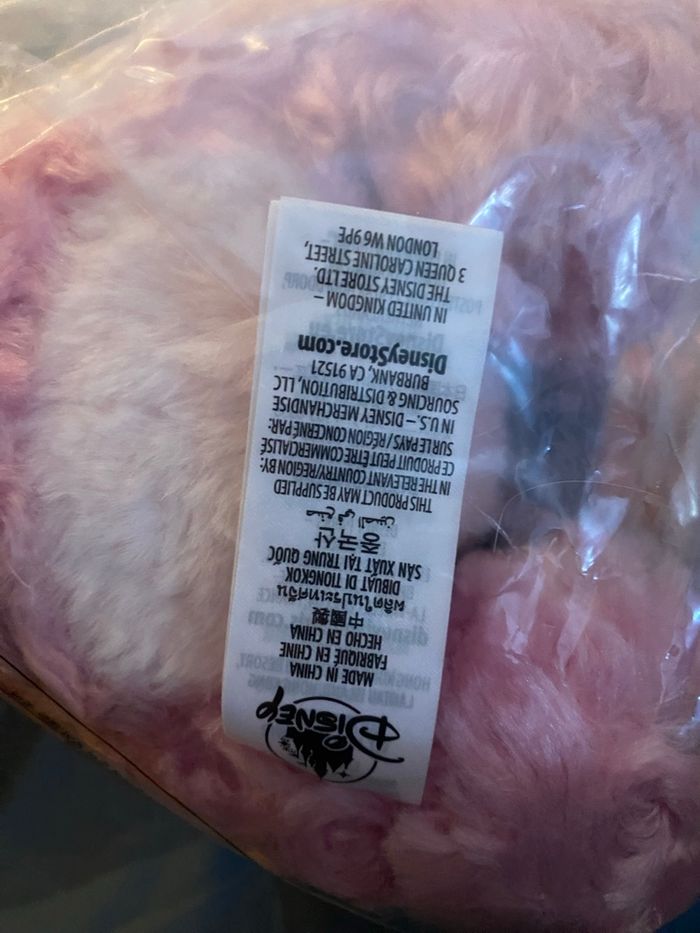 DISNEY
MADE IN CHINA
FABRIQUÉ EN CHINE
HECHO EN CHINA
中國製
ผลิตในประเทศจีน
DIBUAT DI TIONGKOK
SẢN XUẤT TẠI TRUNG QUỐC
중국산
صنع في الصين
THIS PRODUCT MAY BE SUPPLIED
IN THE RELEVANT COUNTRY/REGION BY:
CE PRODUIT PEUT ÊTRE COMMERCIALISÉ
SUR LE PAYS / RÉGION CONCERNÉ PAR:
IN U.S. – DISNEY MERCHANDISE
SOURCING & DISTRIBUTION, LLC
BURBANK, CA 91521
DisneyStore.com
IN UNITED KINGDOM –
THE DISNEY STORE LTD.
3 QUEEN CAROLINE STREET,
LONDON W6 9PE